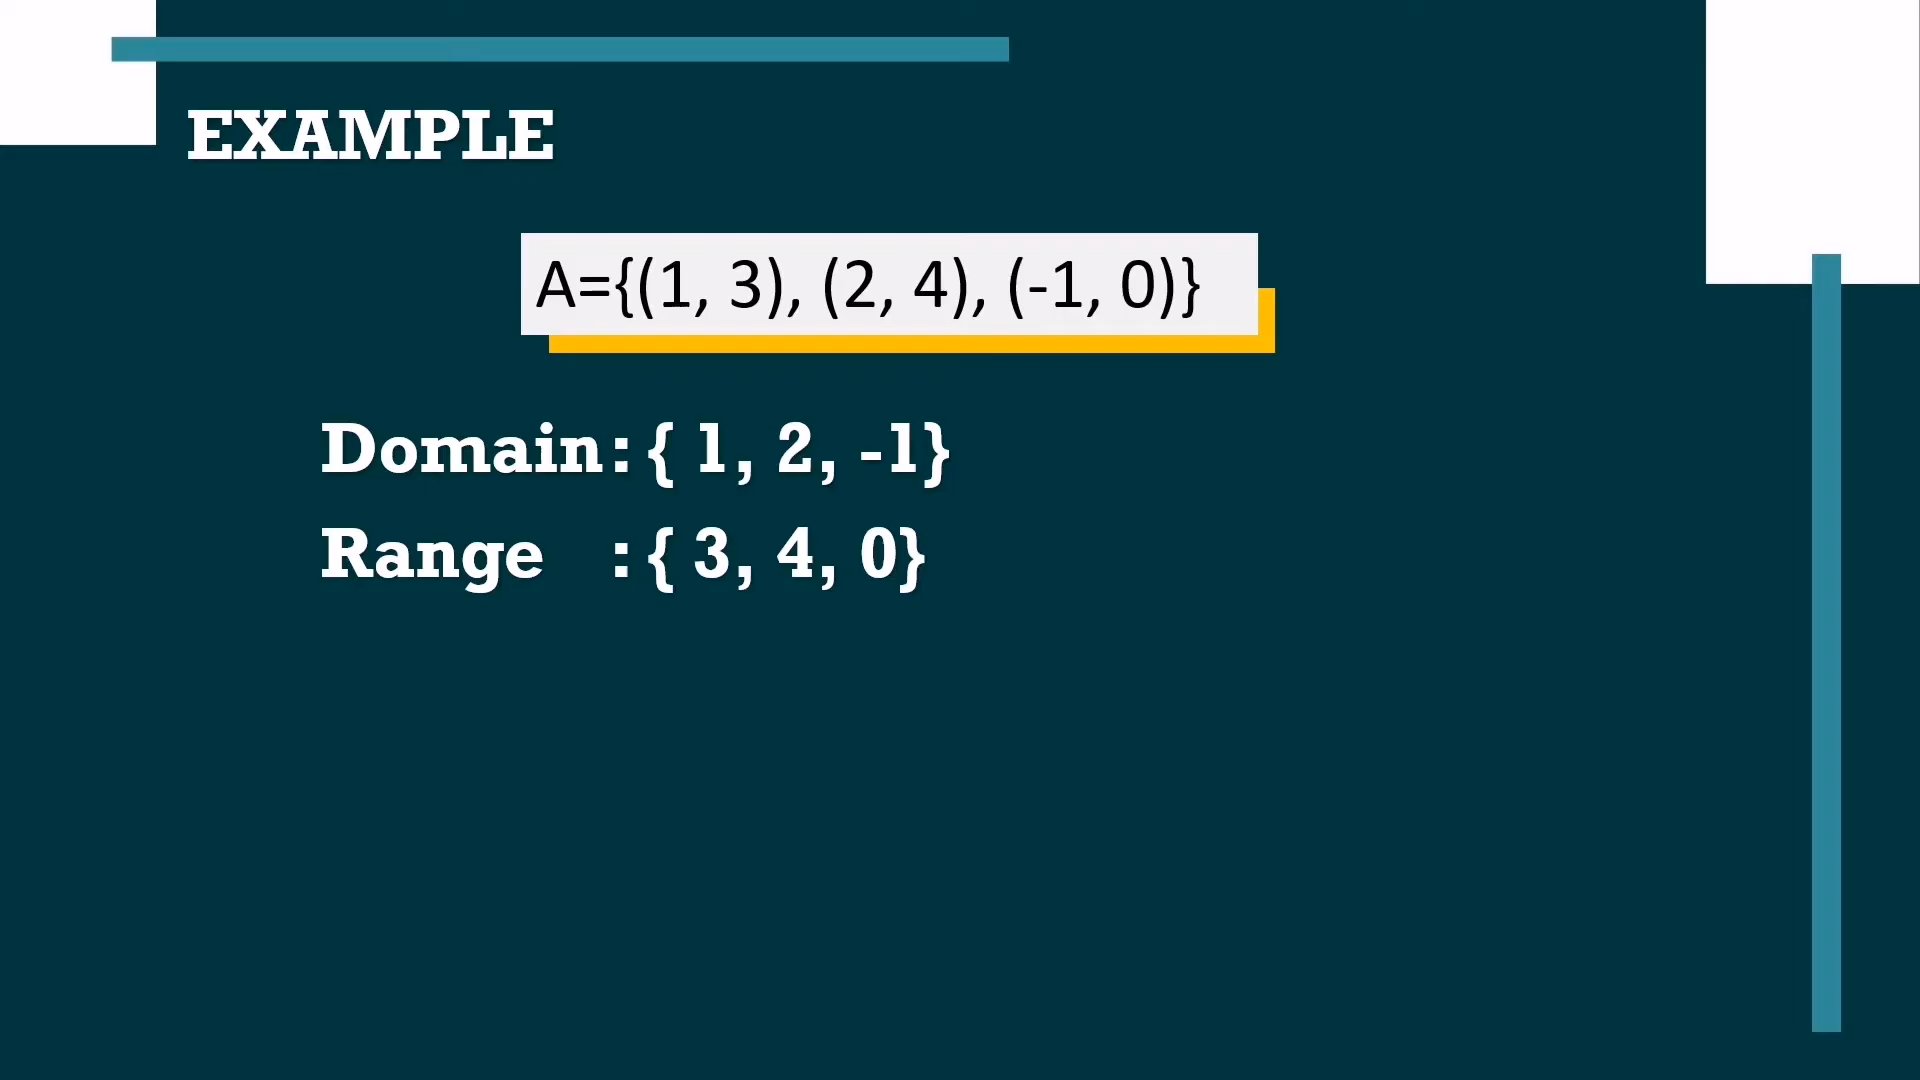 EXAMPLE
A={(1, 3), (2, 4), (-1, 0)}
Domain: { 1, 2, -1}
Range : { 3, 4, 0}